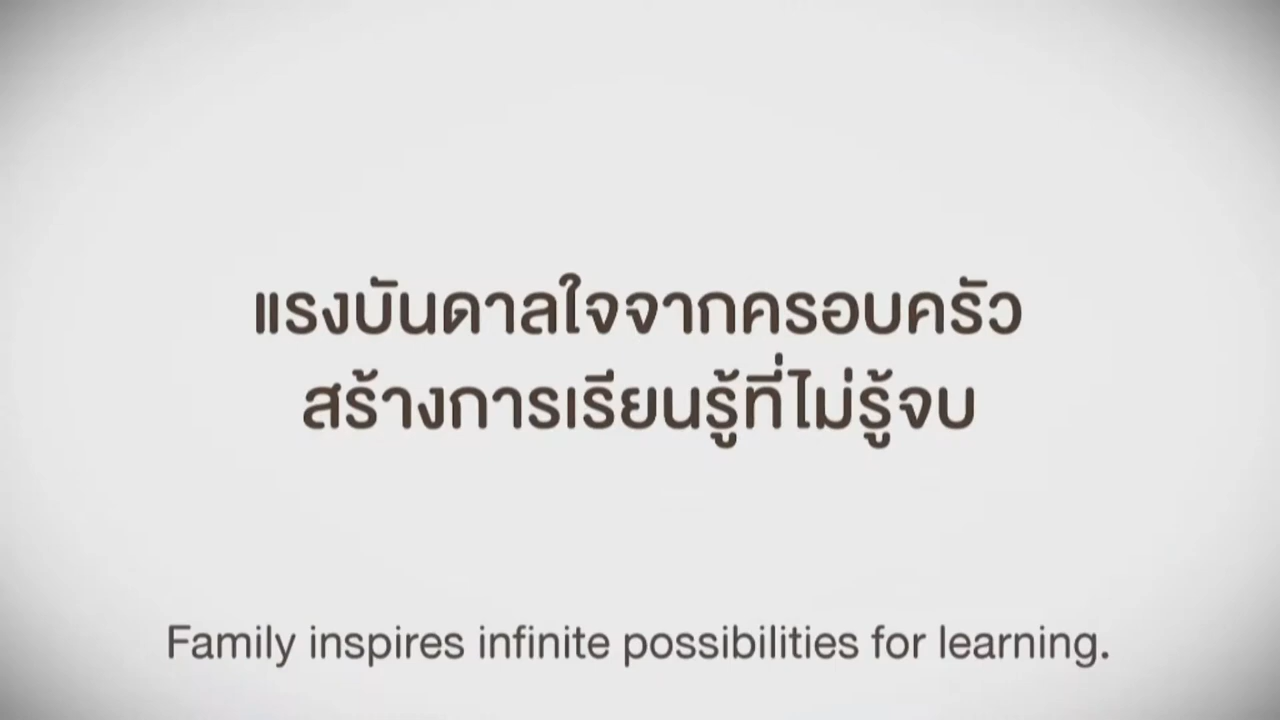 แรงบันดาลใจจากครอบครัว
สร้างการเรียนรู้ที่ไม่รู้จบ
Family inspires infinite possibilities for learning.